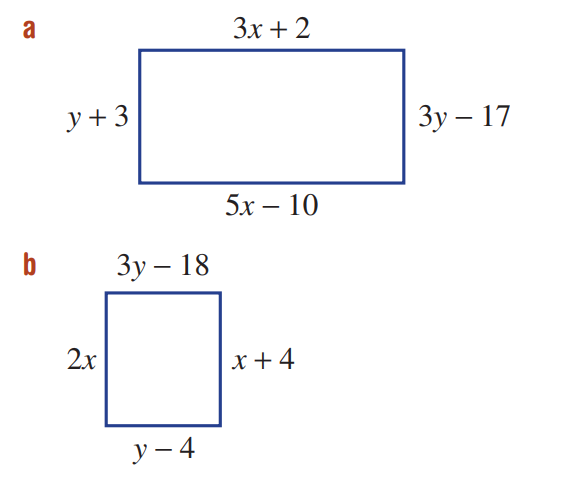 a
3x + 2
y + 3
3y – 17
5x – 10
b
3y – 18
2x
x + 4
y – 4